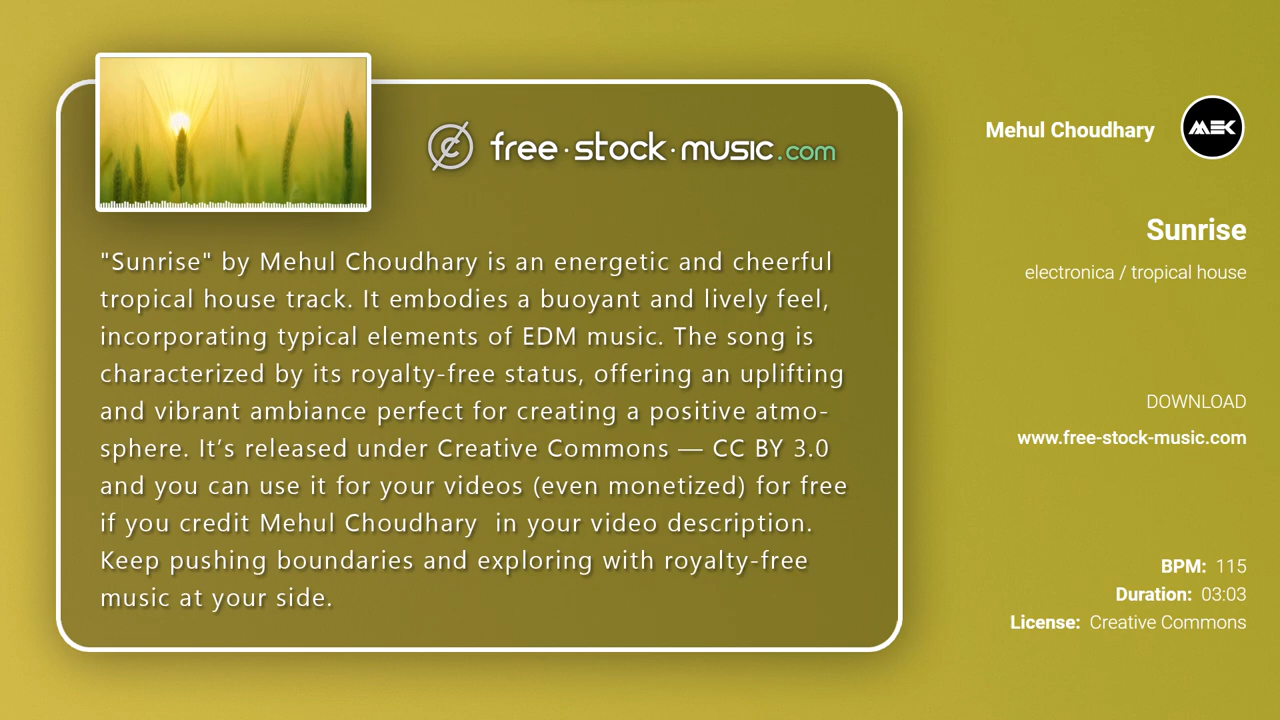 free·stock·music.com
"Sunrise" by Mehul Choudhary is an energetic and cheerful
tropical house track. It embodies a buoyant and lively feel,
incorporating typical elements of EDM music. The song is
characterized by its royalty-free status, offering an uplifting
and vibrant ambiance perfect for creating a positive atmo-
sphere. It’s released under Creative Commons — CC BY 3.0
and you can use it for your videos (even monetized) for free
if you credit Mehul Choudhary  in your video description.
Keep pushing boundaries and exploring with royalty-free
music at your side.
Mehul Choudhary
MEK
Sunrise
electronica / tropical house
DOWNLOAD
www.free-stock-music.com
BPM: 115
Duration: 03:03
License: Creative Commons